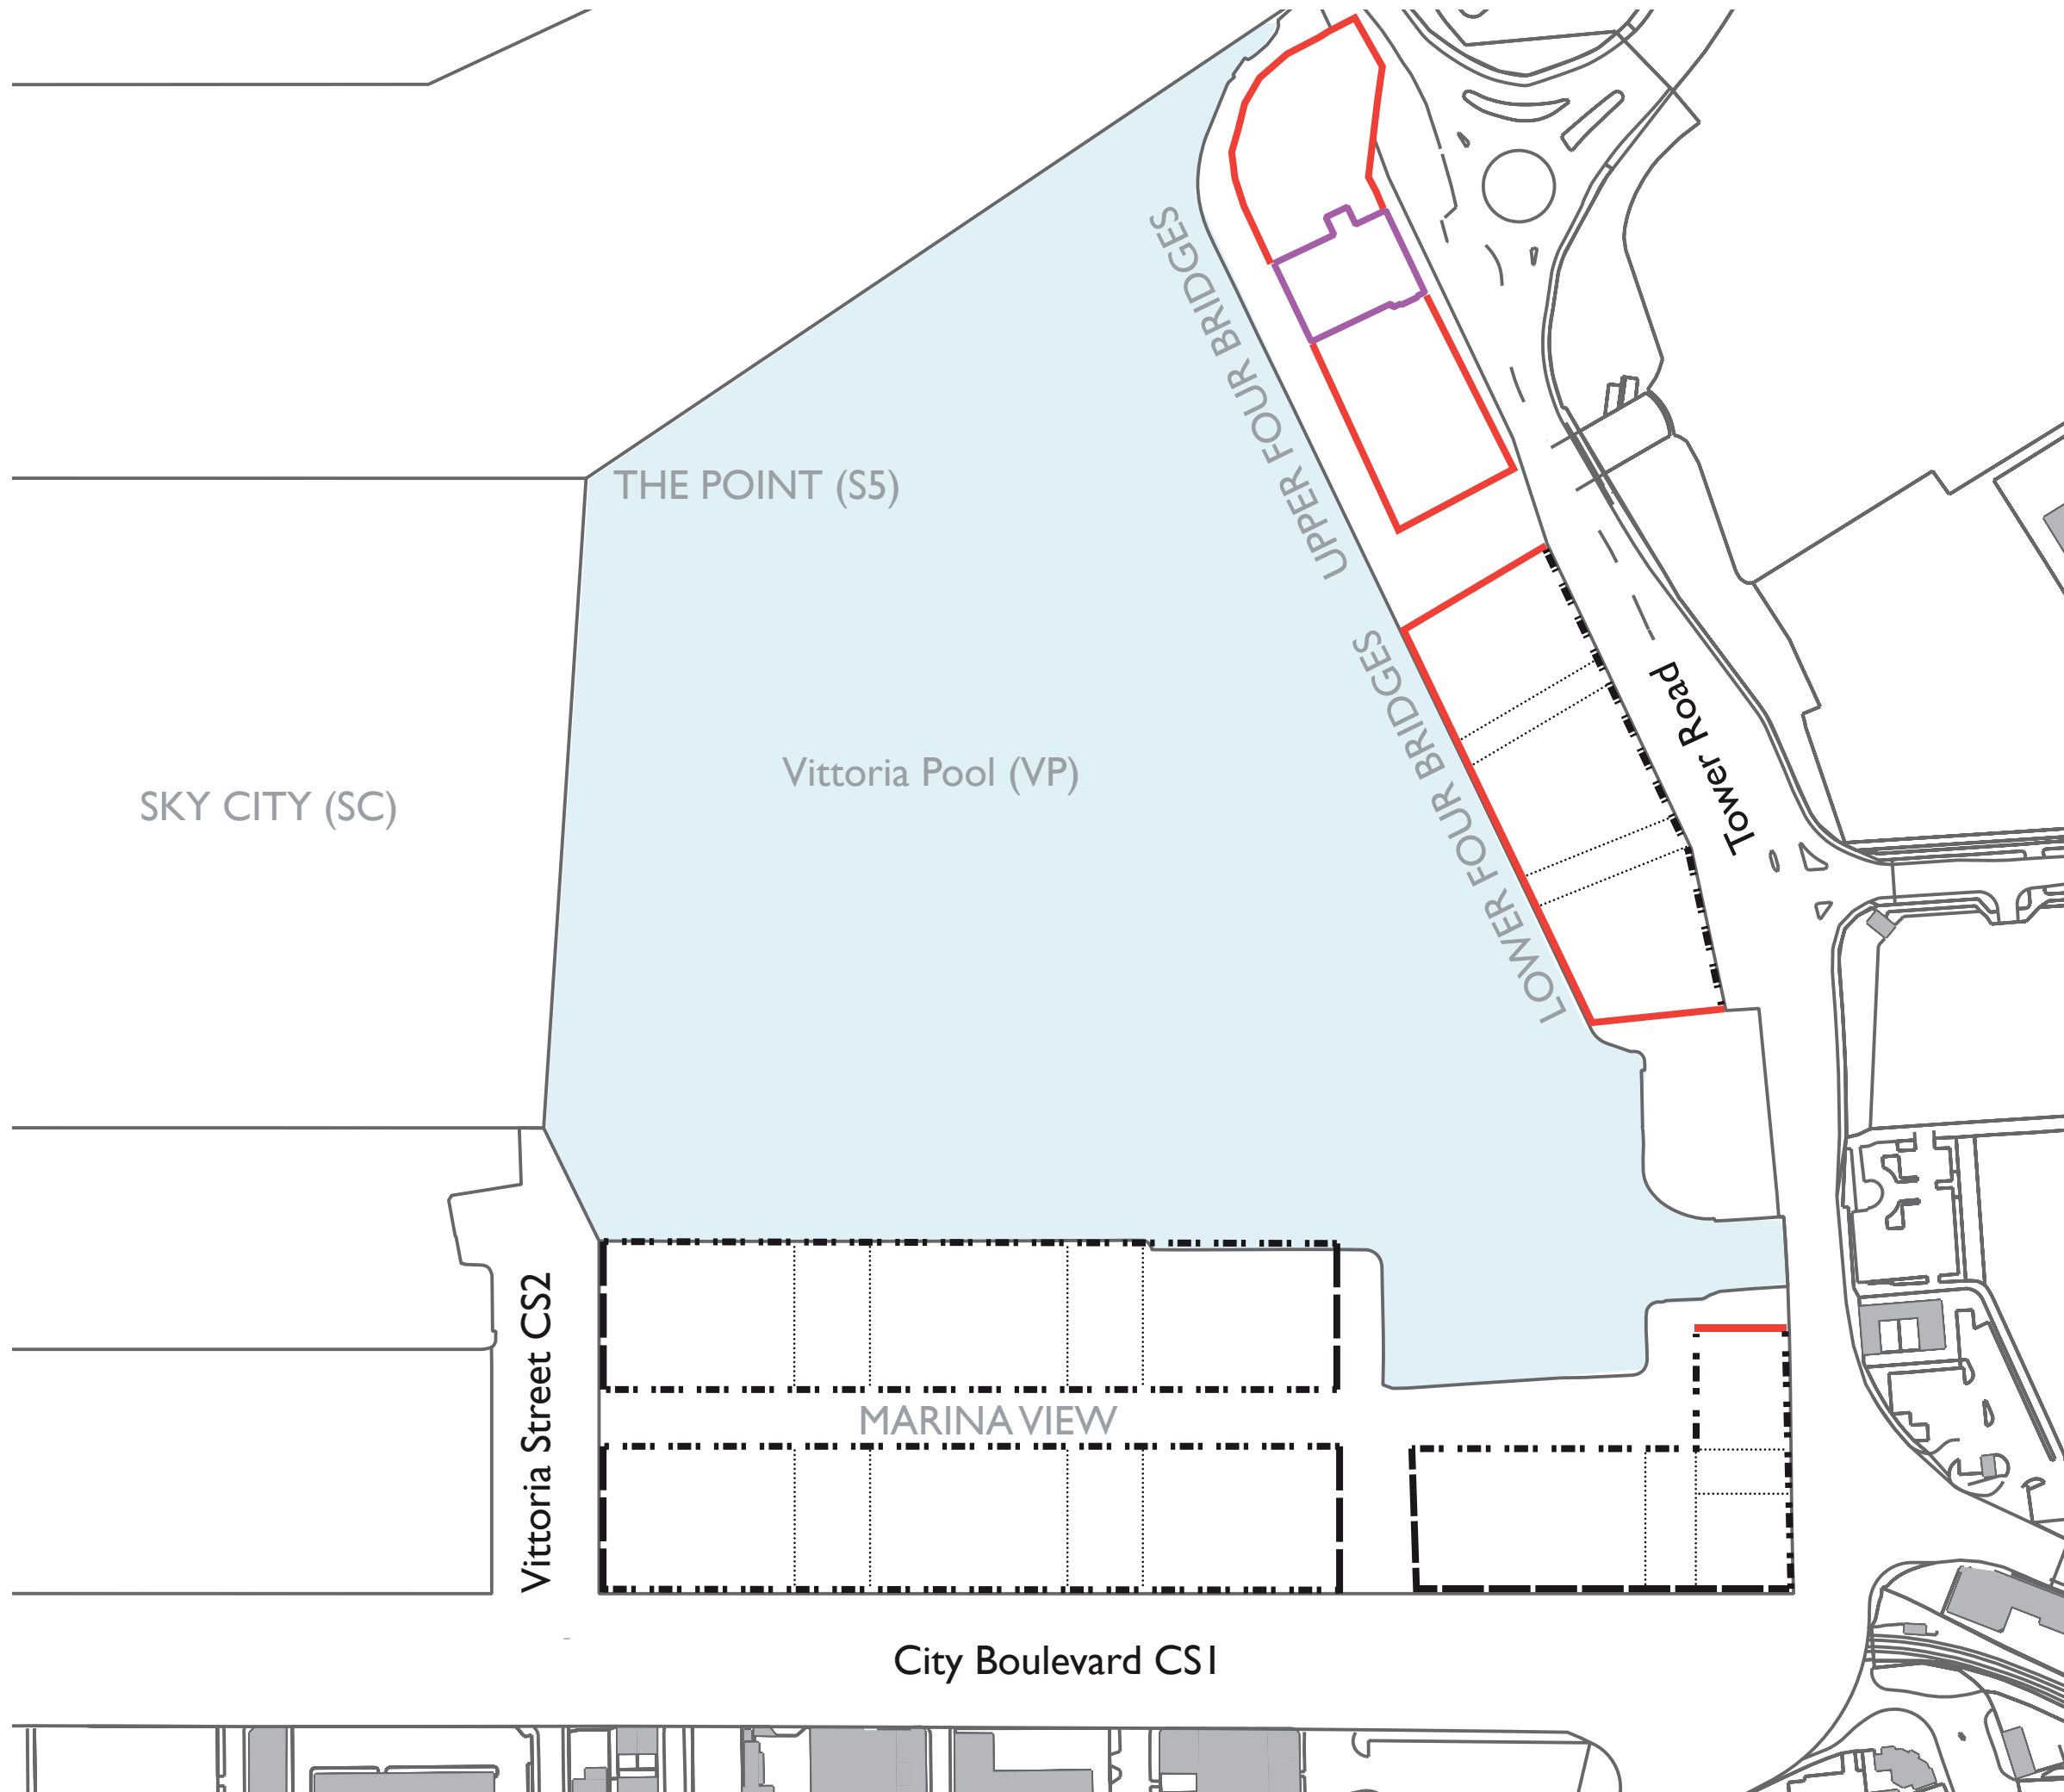 UPPER FOUR BRIDGES
THE POINT (S5)
Vittoria Pool (VP)
SKY CITY (SC)
LOWER FOUR BRIDGES
Tower Road
Vittoria Street CS2
MARINA VIEW
City Boulevard CS1